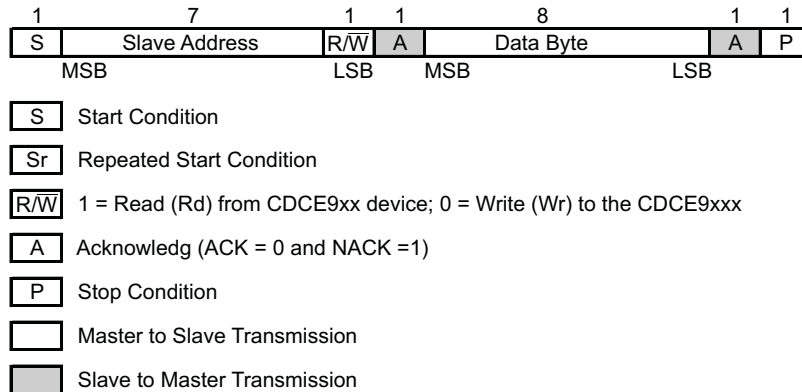 1 7 1 1 8 1 1
S Slave Address R/W̅ A Data Byte A P
MSB LSB MSB LSB
S Start Condition
Sr Repeated Start Condition
R/W̅ 1 = Read (Rd) from CDCE9xx device; 0 = Write (Wr) to the CDCE9xxx
A Acknowledg (ACK = 0 and NACK =1)
P Stop Condition
Master to Slave Transmission
Slave to Master Transmission